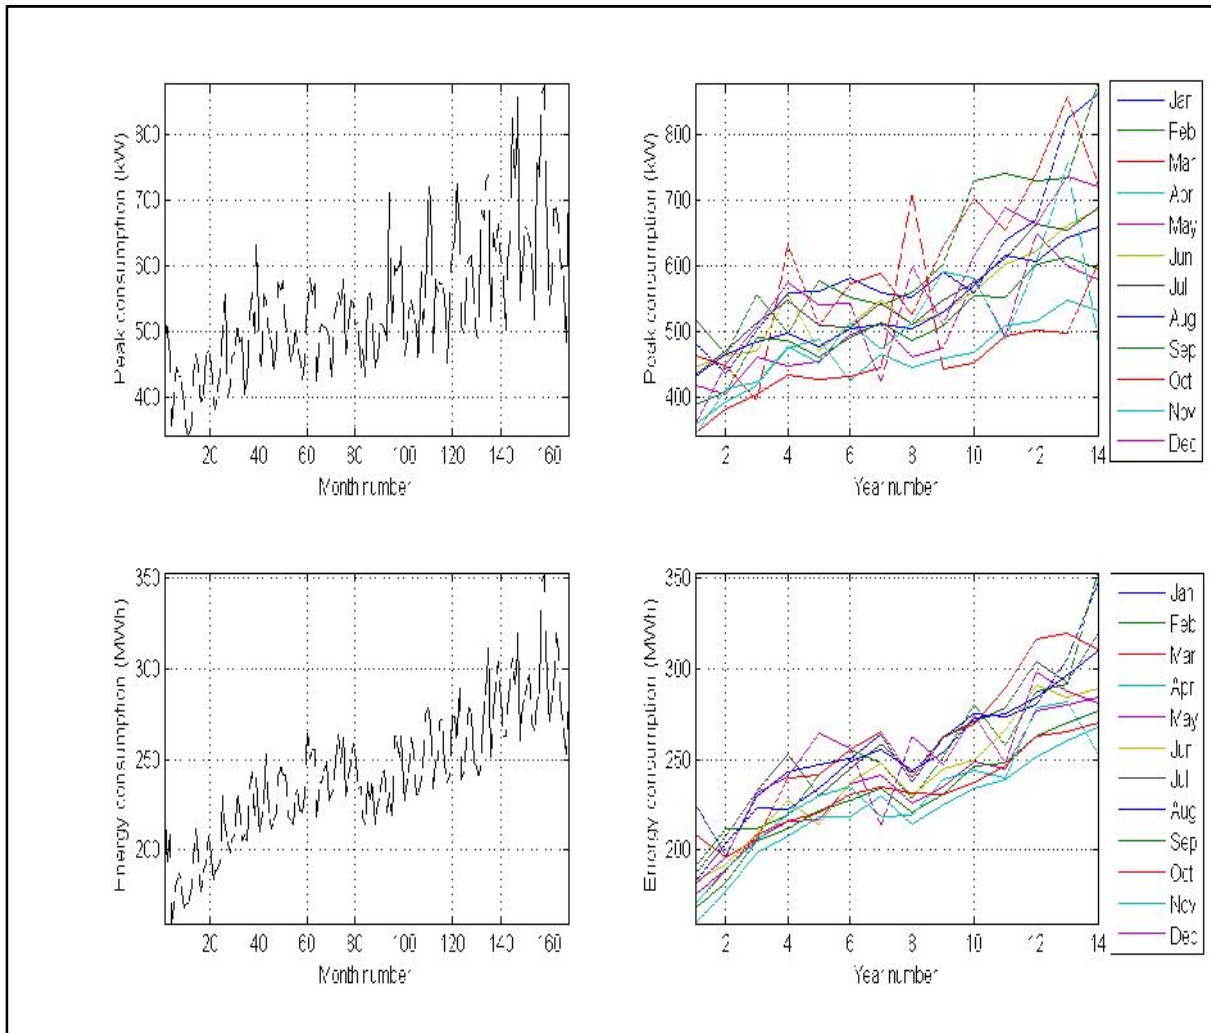 Peak consumption (kW)
800
700
600
500
400
20 40 60 80 100 120 140 160
Month number
Peak consumption (kW)
800
700
600
500
400
2 4 6 8 10 12 14
Year number
Jan
Feb
Mar
Apr
May
Jun
Jul
Aug
Sep
Oct
Nov
Dec
Energy consumption (MWh)
350
300
250
200
20 40 60 80 100 120 140 160
Month number
Energy consumption (MWh)
350
300
250
200
2 4 6 8 10 12 14
Year number
Jan
Feb
Mar
Apr
May
Jun
Jul
Aug
Sep
Oct
Nov
Dec